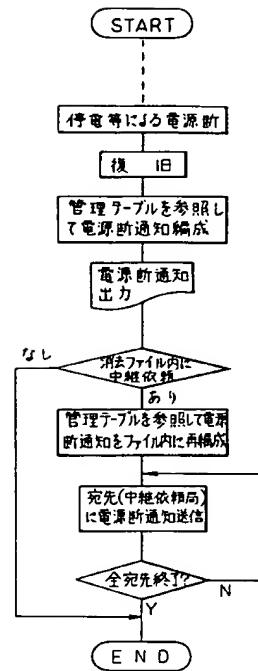 START
停電等による電源断
復 旧
管理テーブルを参照し
て電源断通知編成
電源断通知
出力
消去ファイル内に
中継依頼
なし
あり
管理テーブルを参照して電源
断通知をファイル内に再編成
宛先(中継依頼局)
に電源断通知送信
全宛先終了?
N
Y
END